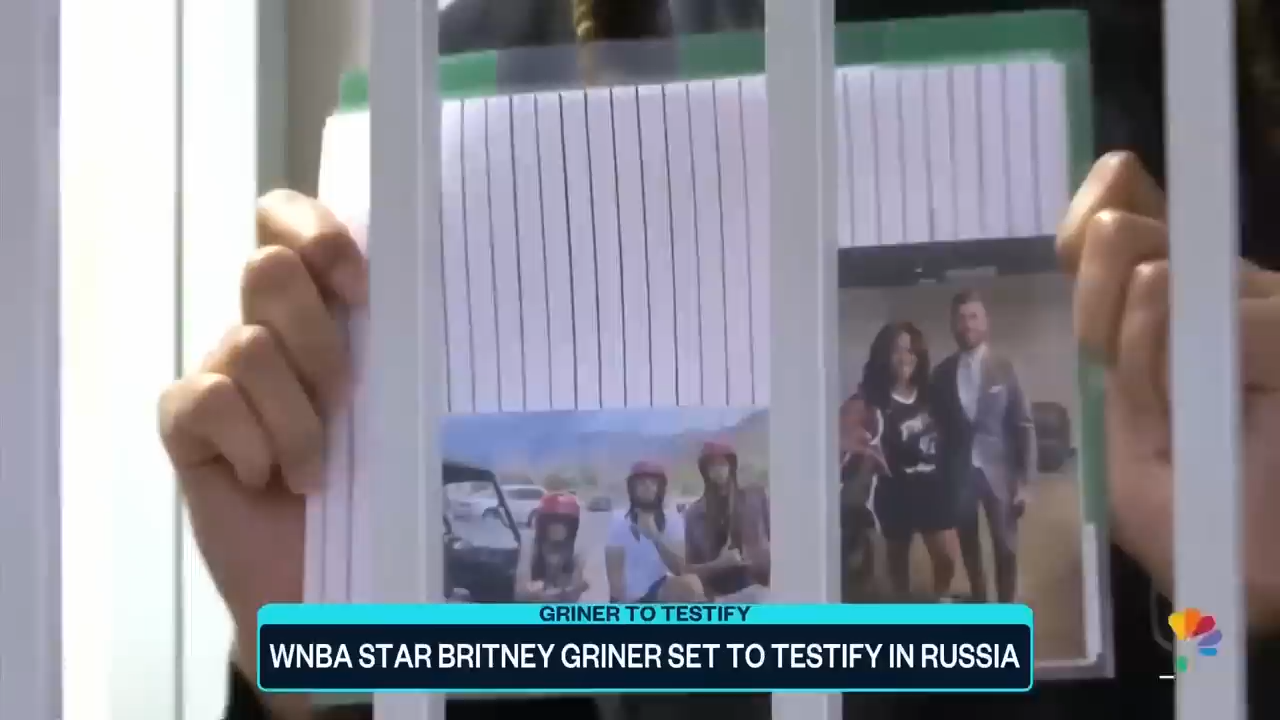 GRINER TO TESTIFY
WNBA STAR BRITNEY GRINER SET TO TESTIFY IN RUSSIA